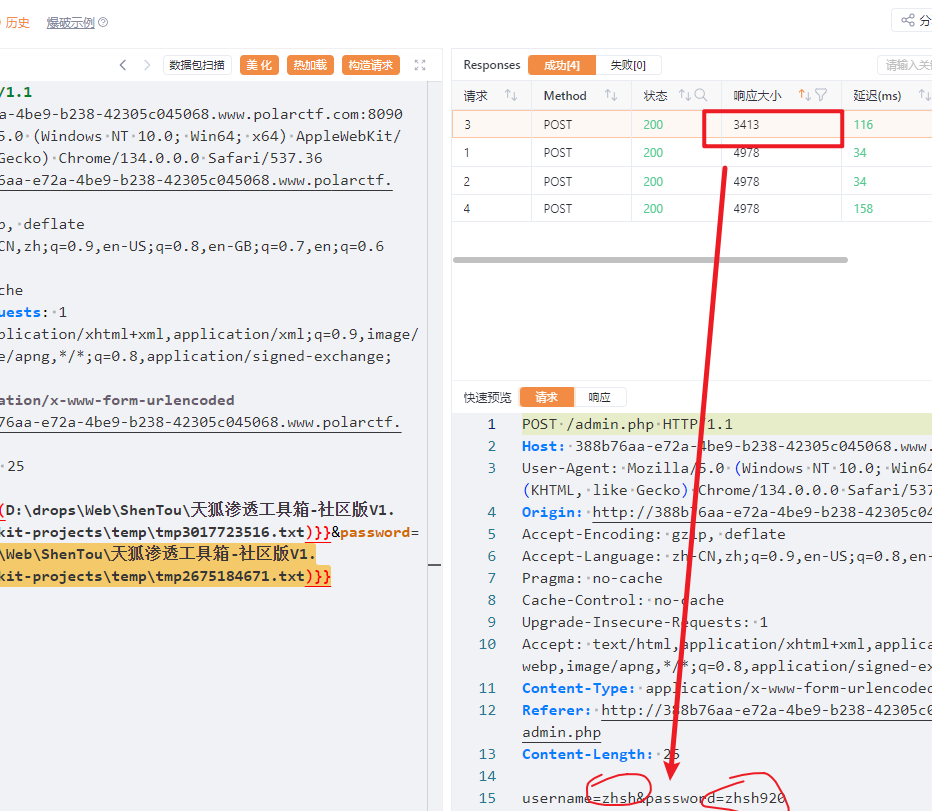 历史 爆破示例
分
数据包扫描 美化 热加载 构造请求
/1.1
a-4be9-b238-42305c045068.www.polarctf.com:8090
5.0 (Windows NT 10.0; Win64; x64) AppleWebKit/
Gecko) Chrome/134.0.0.0 Safari/537.36
6aa-e72a-4be9-b238-42305c045068.www.polarctf.
p, deflate
CN,zh;q=0.9,en-US;q=0.8,en-GB;q=0.7,en;q=0.6
che
uests: 1
plication/xhtml+xml,application/xml;q=0.9,image/
e/apng,*/*;q=0.8,application/signed-exchange;
ation/x-www-form-urlencoded
76aa-e72a-4be9-b238-42305c045068.www.polarctf.
25
(D:\drops\Web\ShenTou\天狐渗透工具箱-社区版V1.
kit-projects\temp\tmp3017723516.txt)}}&password=
\Web\ShenTou\天狐渗透工具箱-社区版V1.
kit-projects\temp\tmp2675184671.txt)}}
Responses 成功[4] 失败[0] 请输入关
请求 Method 状态 响应大小 延迟(ms)
3 POST 200 3413 116
1 POST 200 4978 34
2 POST 200 4978 34
4 POST 200 4978 158
快速预览 请求 响应
1 POST /admin.php HTTP/1.1
2 Host: 388b76aa-e72a-4be9-b238-42305c045068.www.
3 User-Agent: Mozilla/5.0 (Windows NT 10.0; Win64
(KHTML, like Gecko) Chrome/134.0.0.0 Safari/537
4 Origin: http://388b76aa-e72a-4be9-b238-42305c04
5 Accept-Encoding: gzip, deflate
6 Accept-Language: zh-CN,zh;q=0.9,en-US;q=0.8,en-
7 Pragma: no-cache
8 Cache-Control: no-cache
9 Upgrade-Insecure-Requests: 1
10 Accept: text/html,application/xhtml+xml,applica
webp,image/apng,*/*;q=0.8,application/signed-ex
11 Content-Type: application/x-www-form-urlencoded
12 Referer: http://388b76aa-e72a-4be9-b238-42305c0
admin.php
13 Content-Length: 25
14
15 username=zhsh&password=zhsh920